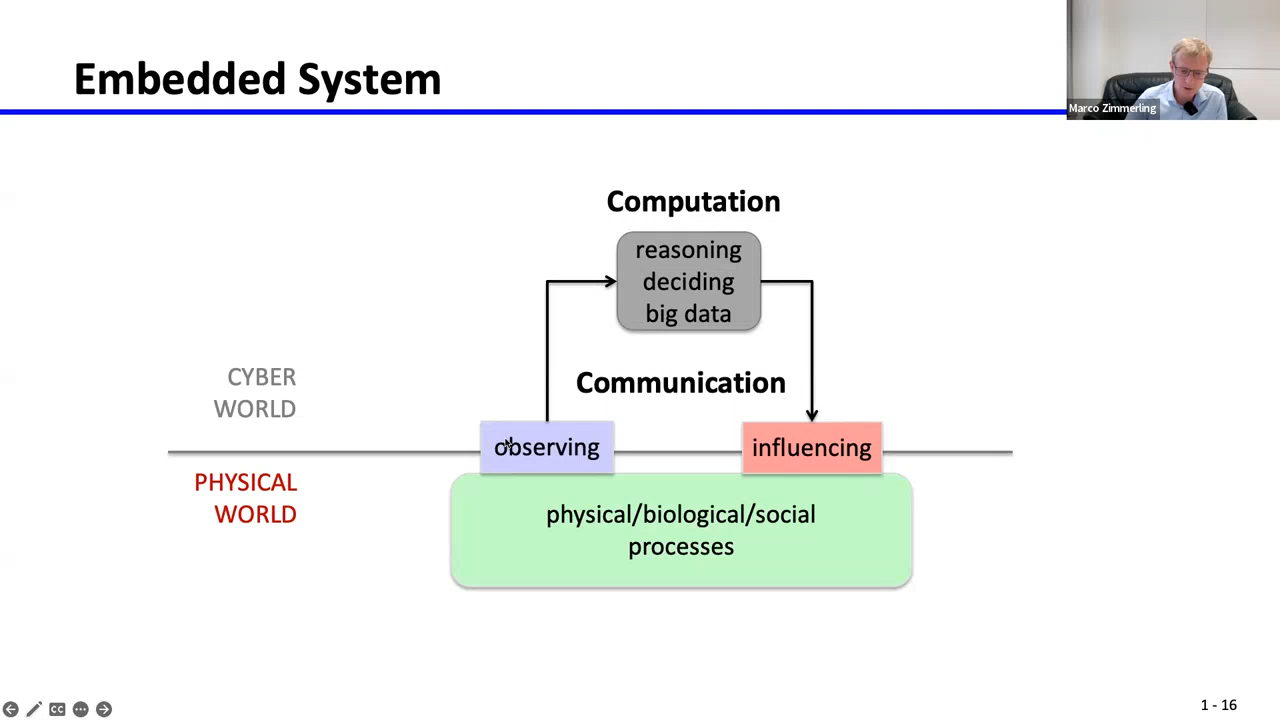 Embedded System
Marco Zimmerling
Computation
reasoning
deciding
big data
Communication
CYBER
WORLD
observing
influencing
PHYSICAL
WORLD
physical/biological/social
processes
CC
1 - 16